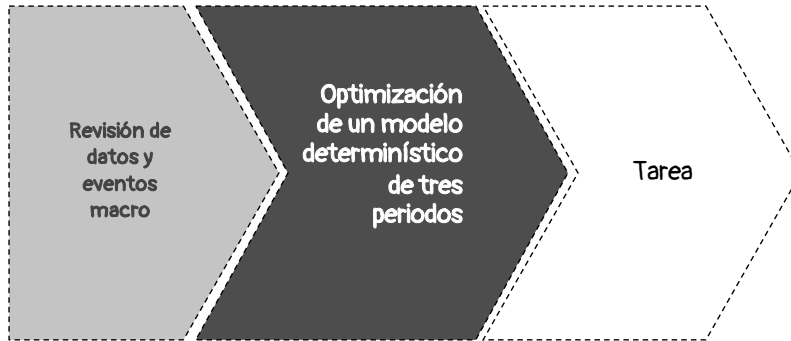 Revisión de
datos y
eventos
macro
Optimización
de un modelo
determinístico
de tres
periodos
Tarea